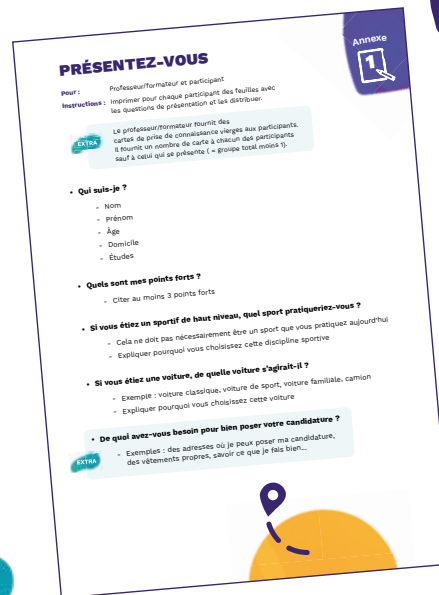 PRÉSENTEZ-VOUS
Annexe
1
Pour : Professeur/formateur et participant
Instructions : Imprimer pour chaque participant des feuilles avec
les questions de présentation et les distribuer.
EXTRA
Le professeur/formateur fournit des
cartes de prise de connaissance vierges aux participants.
Il fournit un nombre de carte à chacun des participants
sauf à celui qui se présente ( = groupe total moins 1).
• Qui suis-je ?
- Nom
- Prénom
- Âge
- Domicile
- Études
• Quels sont mes points forts ?
- Citer au moins 3 points forts
• Si vous étiez un sportif de haut niveau, quel sport pratiqueriez-vous ?
- Cela ne doit pas nécessairement être un sport que vous pratiquez aujourd'hui
- Expliquer pourquoi vous choisissez cette discipline sportive
• Si vous étiez une voiture, de quelle voiture s'agirait-il ?
- Exemple : voiture classique, voiture de sport, voiture familiale, camion
- Expliquer pourquoi vous choisissez cette voiture
• De quoi avez-vous besoin pour bien poser votre candidature ?
EXTRA
- Exemples : des adresses où je peux poser ma candidature,
des vêtements propres, savoir ce que je fais bien...